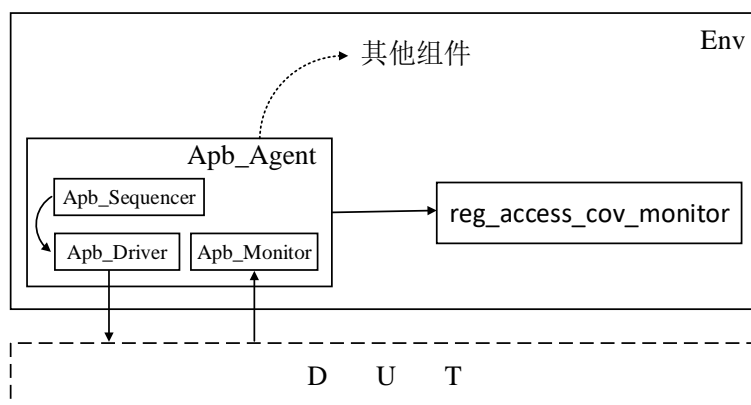 Env
其他组件
Apb_Agent
Apb_Sequencer
reg_access_cov_monitor
Apb_Driver
Apb_Monitor
D U T